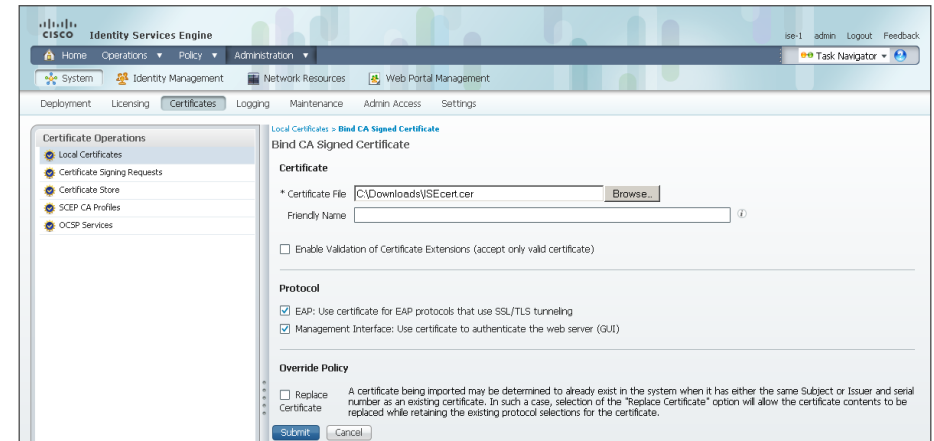 CISCO Identity Services Engine
ise-1 admin Logout Feedback
Home Operations Policy Administration
Task Navigator
System Identity Management Network Resources Web Portal Management
Deployment Licensing Certificates Logging Maintenance Admin Access Settings
Certificate Operations
Local Certificates
Certificate Signing Requests
Certificate Store
SCEP CA Profiles
OCSP Services
Local Certificates > Bind CA Signed Certificate
Bind CA Signed Certificate
Certificate
* Certificate File C:\Downloads\ISEcert.cer Browse...
Friendly Name
Enable Validation of Certificate Extensions (accept only valid certificate)
Protocol
EAP: Use certificate for EAP protocols that use SSL/TLS tunneling
Management Interface: Use certificate to authenticate the web server (GUI)
Override Policy
Replace Certificate
A certificate being imported may be determined to already exist in the system when it has either the same Subject or Issuer and serial
number as an existing certificate. In such a case, selection of the "Replace Certificate" option will allow the certificate contents to be
replaced while retaining the existing protocol selections for the certificate.
Submit Cancel